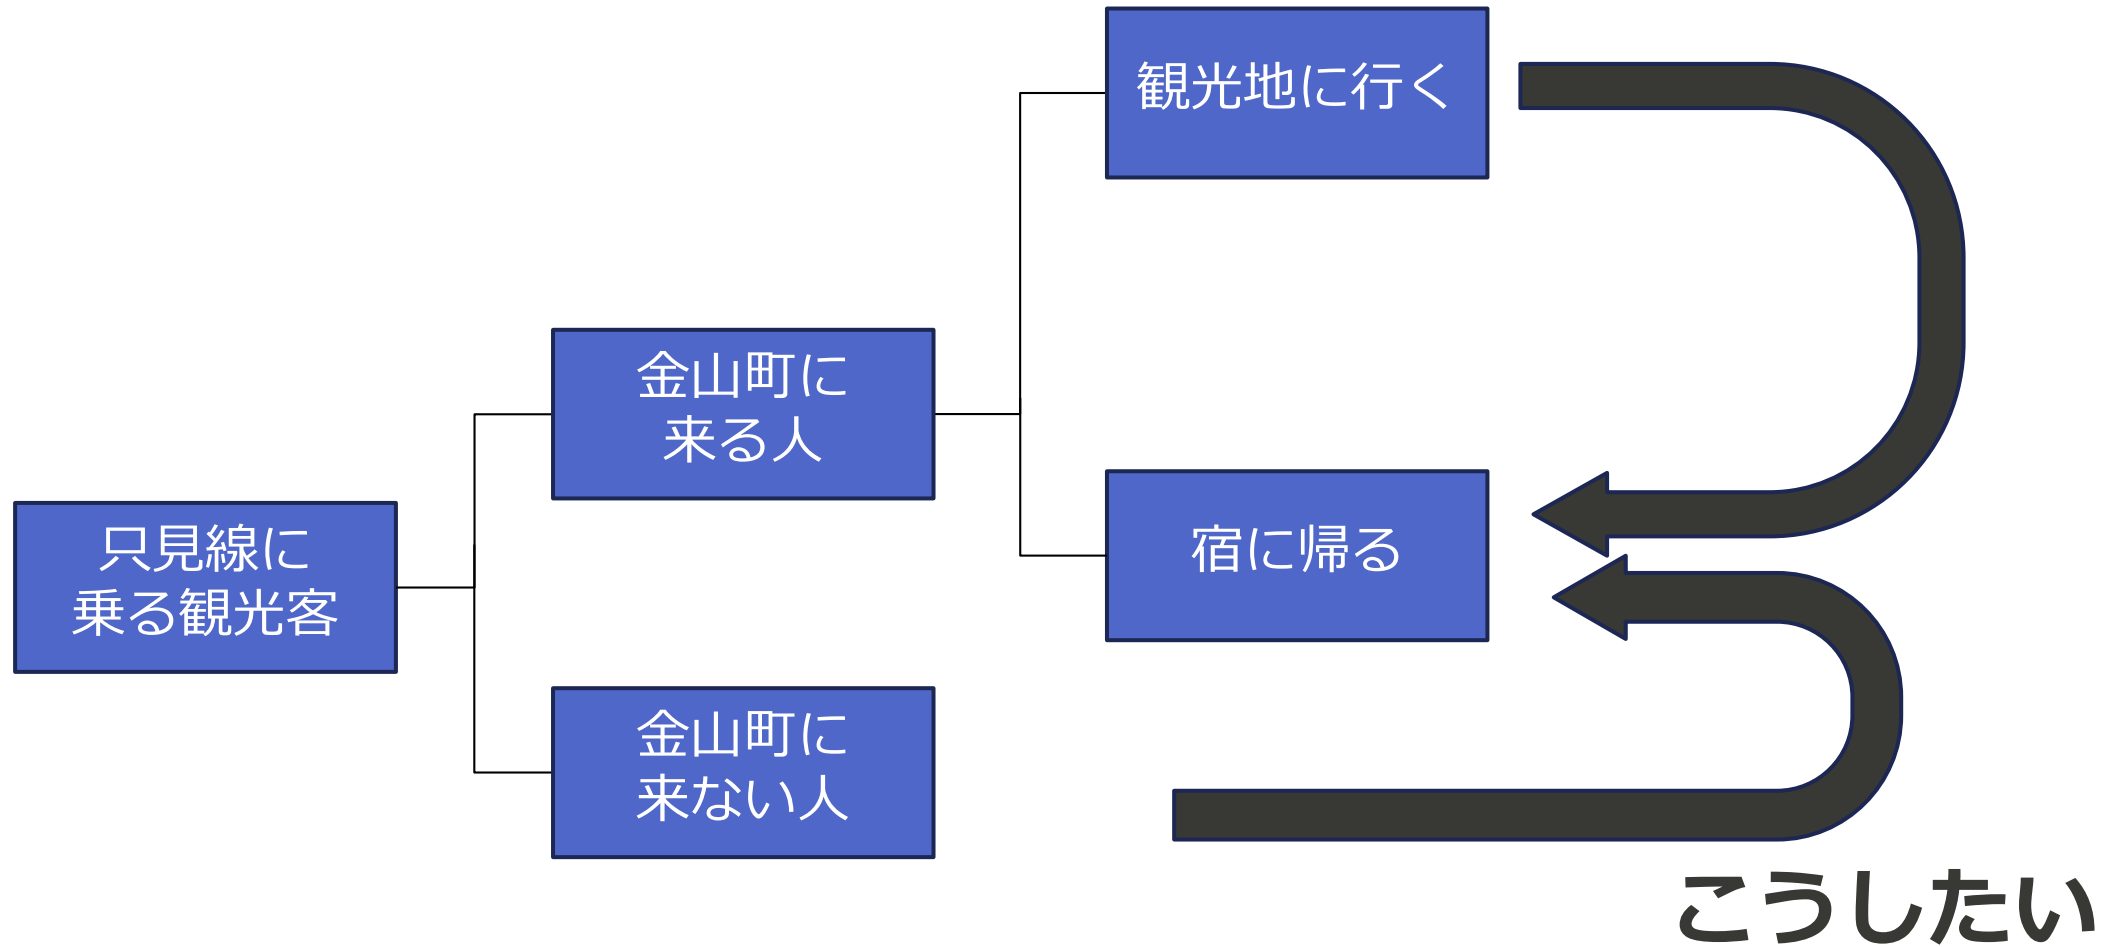 観光地に行く
金山町に
来る人
宿に帰る
只見線に
乗る観光客
金山町に
来ない人
こうしたい